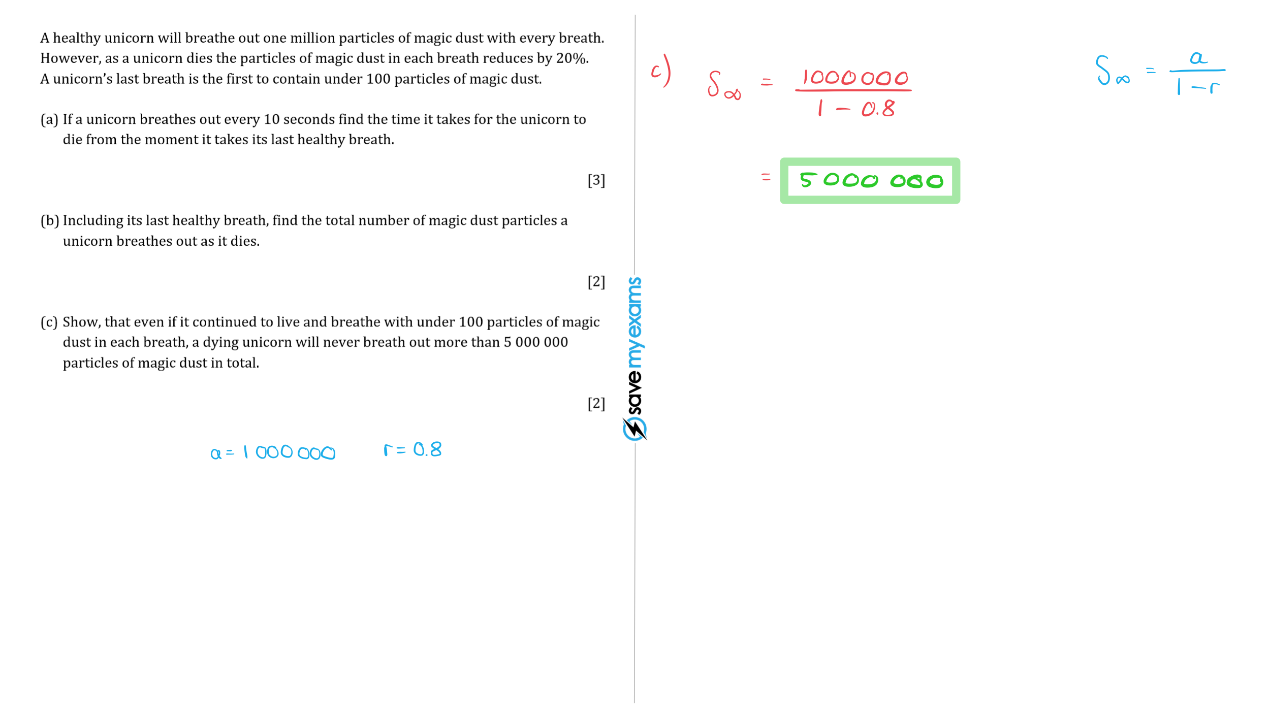 A healthy unicorn will breathe out one million particles of magic dust with every breath.
However, as a unicorn dies the particles of magic dust in each breath reduces by 20%.
A unicorn's last breath is the first to contain under 100 particles of magic dust.
(a) If a unicorn breathes out every 10 seconds find the time it takes for the unicorn to
die from the moment it takes its last healthy breath.
[3]
(b) Including its last healthy breath, find the total number of magic dust particles a
unicorn breathes out as it dies.
[2]
(c) Show, that even if it continued to live and breathe with under 100 particles of magic
dust in each breath, a dying unicorn will never breath out more than 5 000 000
particles of magic dust in total.
[2]
a = 1 000 000 r = 0.8
savemyexams
c) S∞ = 1000000 / 1 - 0.8
= 5 000 000
S∞ = a / 1 - r